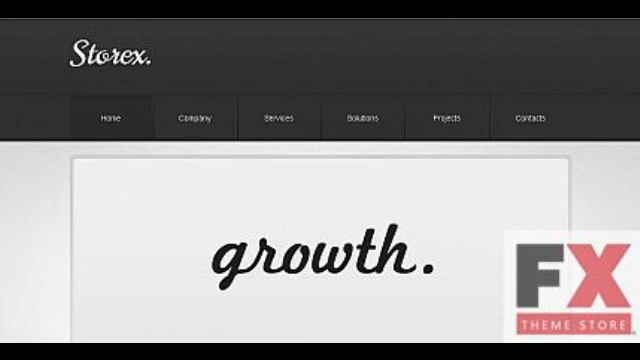 Storex.
Home Company Services Solutions Projects Contacts
growth.
FX
THEME STORE